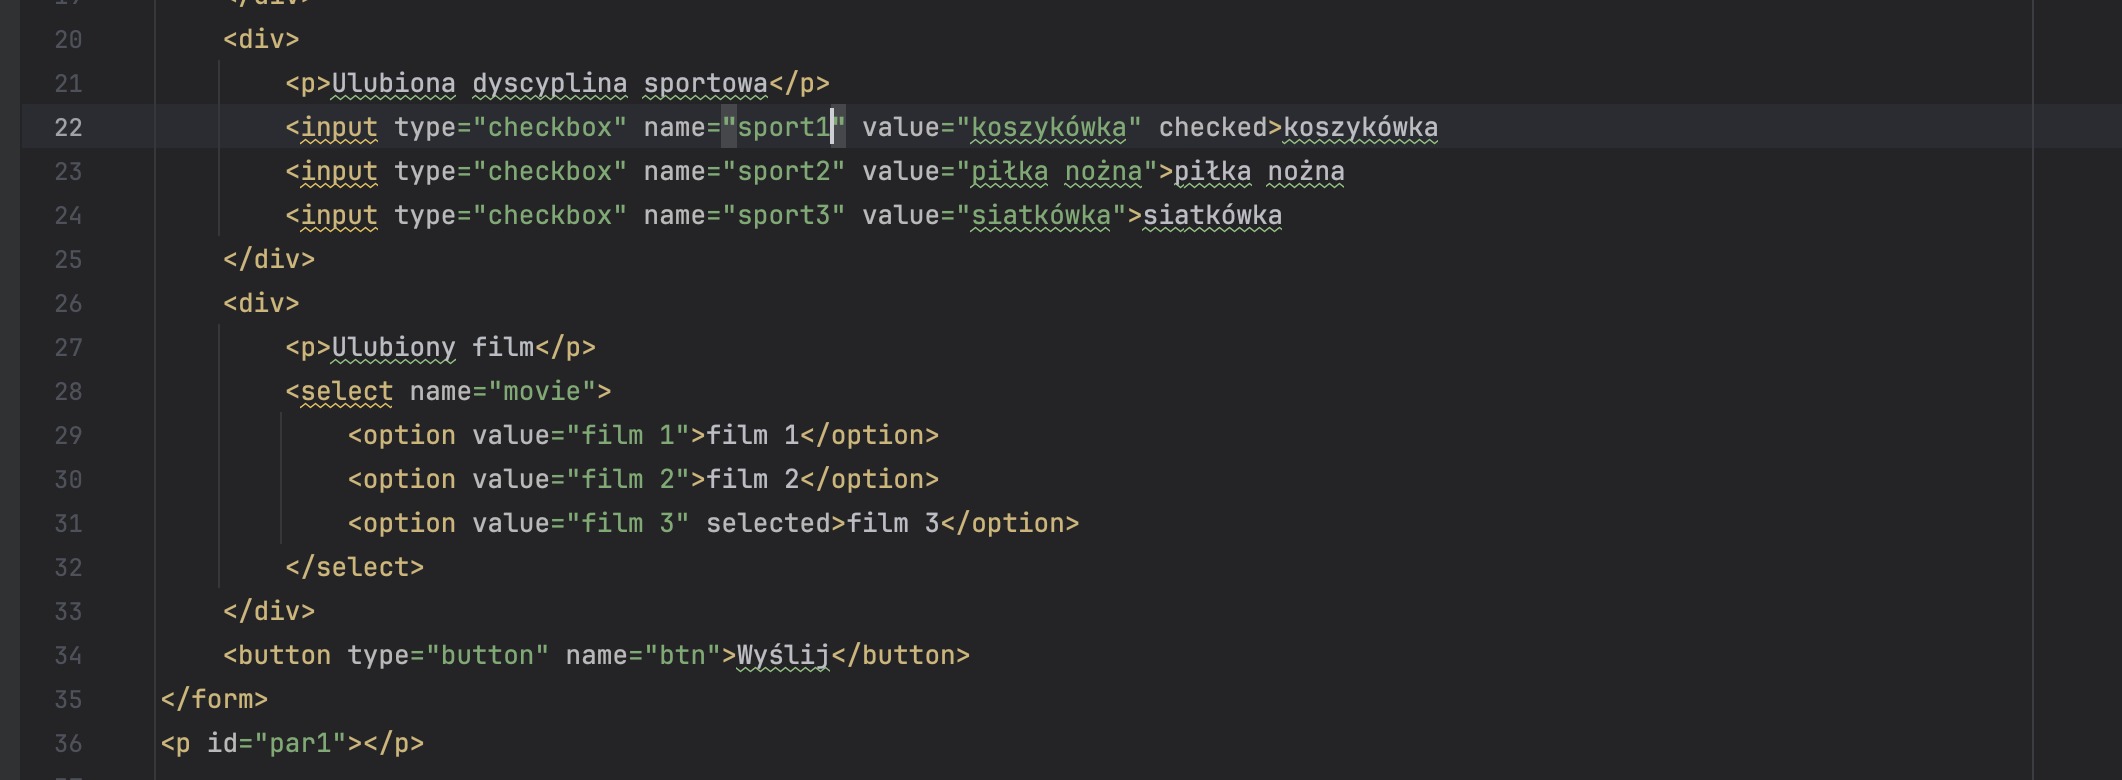 19 </div>
20 <div>
21 <p>Ulubiona dyscyplina sportowa</p>
22 <input type="checkbox" name="sport1" value="koszykówka" checked>koszykówka
23 <input type="checkbox" name="sport2" value="piłka nożna">piłka nożna
24 <input type="checkbox" name="sport3" value="siatkówka">siatkówka
25 </div>
26 <div>
27 <p>Ulubiony film</p>
28 <select name="movie">
29 <option value="film 1">film 1</option>
30 <option value="film 2">film 2</option>
31 <option value="film 3" selected>film 3</option>
32 </select>
33 </div>
34 <button type="button" name="btn">Wyślij</button>
35 </form>
36 <p id="par1"></p>